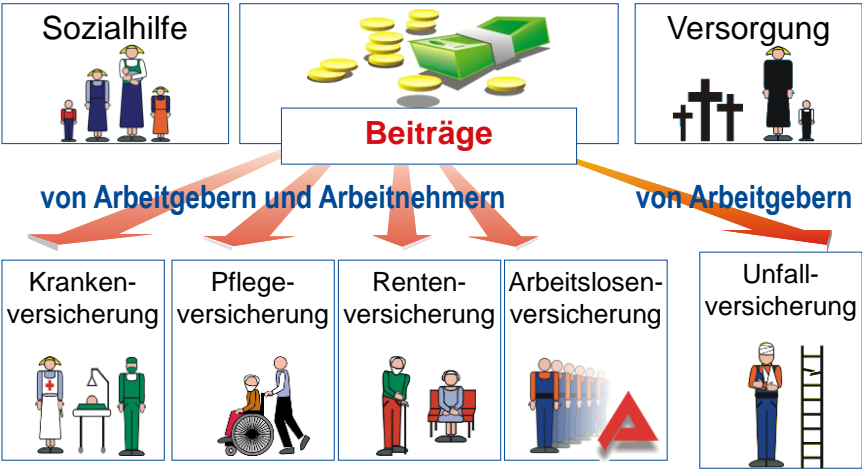 Sozialhilfe
Versorgung
Beiträge
von Arbeitgebern und Arbeitnehmern
von Arbeitgebern
Kranken-
versicherung
Pflege-
versicherung
Renten-
versicherung
Arbeitslosen-
versicherung
Unfall-
versicherung